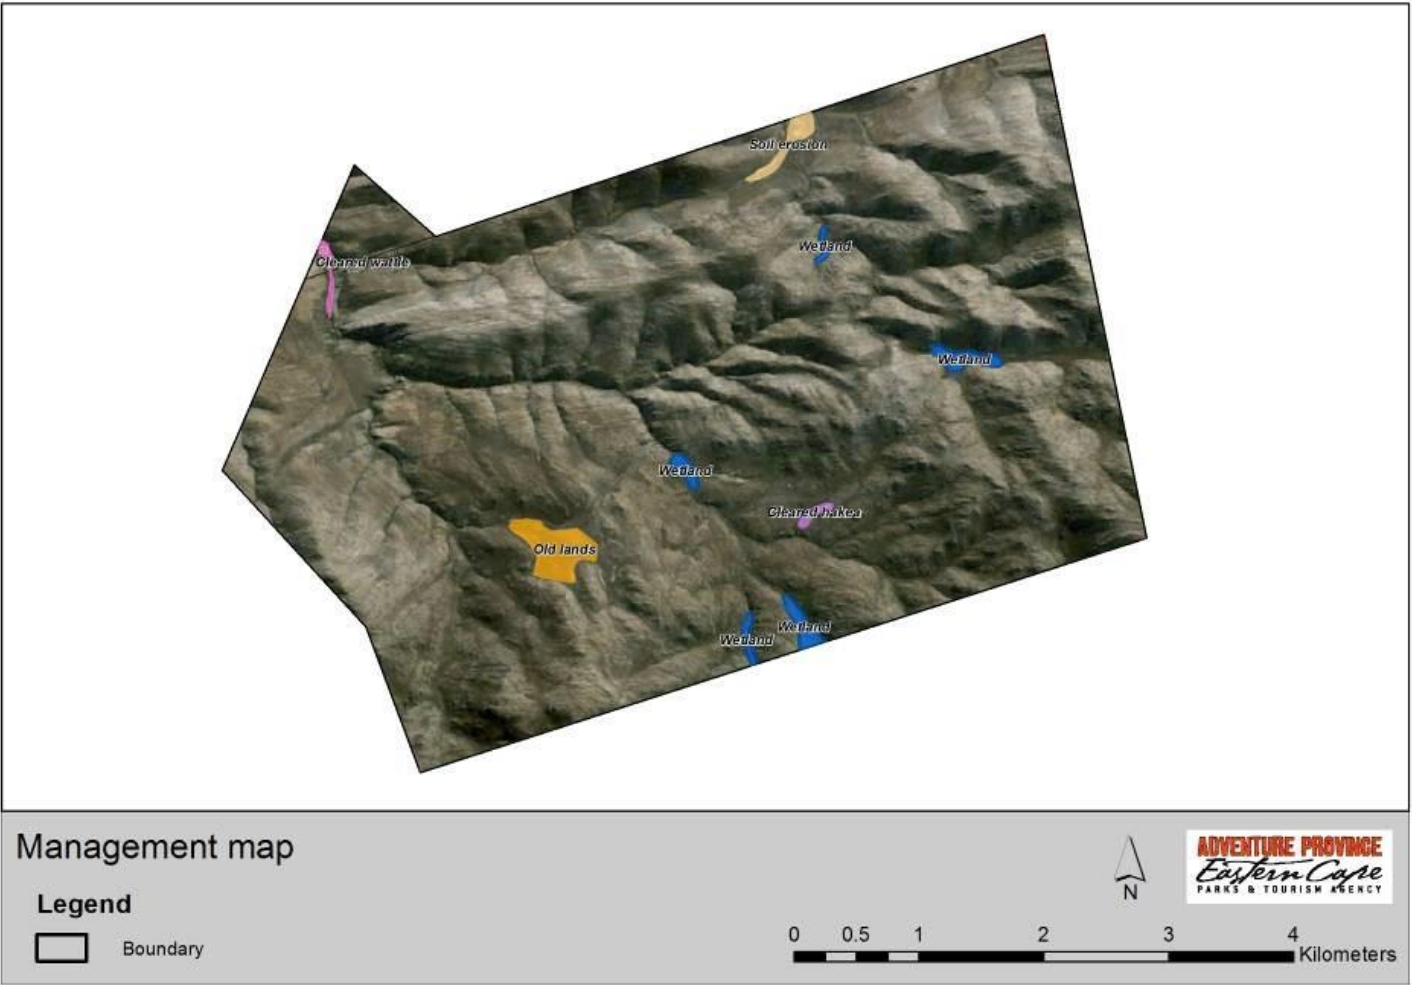 Soil erosion
Wetland
Cleared wattle
Wetland
Wetland
Cleared hakea
Old lands
Wetland
Wetland
Management map
Legend
Boundary
N
ADVENTURE PROVINCE
Eastern Cape
PARKS & TOURISM AGENCY
0 0.5 1 2 3 4
Kilometers